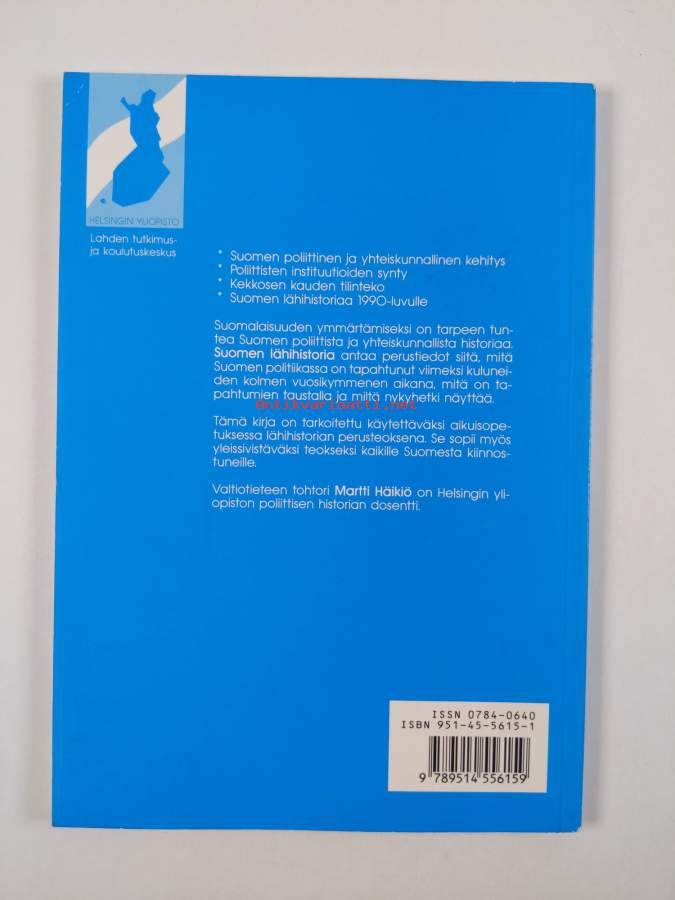 HELSINGIN YLIOPISTO
Lahden tutkimus-
ja koulutuskeskus
* Suomen poliittinen ja yhteiskunnallinen kehitys
* Poliittisten instituutioiden synty
* Kekkosen kauden tilinteko
* Suomen lähihistoriaa 1990-luvulle
Suomalaisuuden ymmärtämiseksi on tarpeen tun-
tea Suomen poliittista ja yhteiskunnallista historiaa.
Suomen lähihistoria antaa perustiedot siitä, mitä
Suomen politiikassa on tapahtunut viimeksi kulunei-
den kolmen vuosikymmenen aikana, mitä on ta-
pahtumien taustalla ja miltä nykyhetki näyttää.
Antikvariaatti.net
Tämä kirja on tarkoitettu käytettäväksi aikuisope-
tuksessa lähihistorian perusteoksena. Se sopii myös
yleissivistäväksi teokseksi kaikille Suomesta kiinnos-
tuneille.
Valtiotieteen tohtori Martti Häikiö on Helsingin yli-
opiston poliittisen historian dosentti.
ISSN 0784-0640
ISBN 951-45-5615-1
9 789514 556159